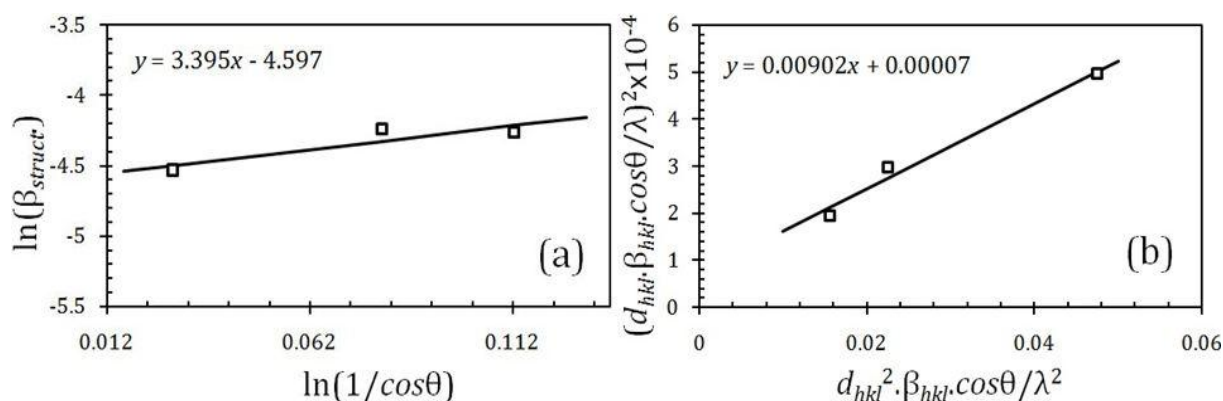 -3.5
-4
-4.5
-5
-5.5
ln(β_struct.)
y = 3.395x - 4.597
(a)
0.012 0.062 0.112
ln(1/cosθ)
6
5
4
3
2
1
0
(d_hkl.β_hkl.cosθ/λ)²x10⁻⁴
y = 0.00902x + 0.00007
(b)
0 0.02 0.04 0.06
d_hkl².β_hkl.cosθ/λ²